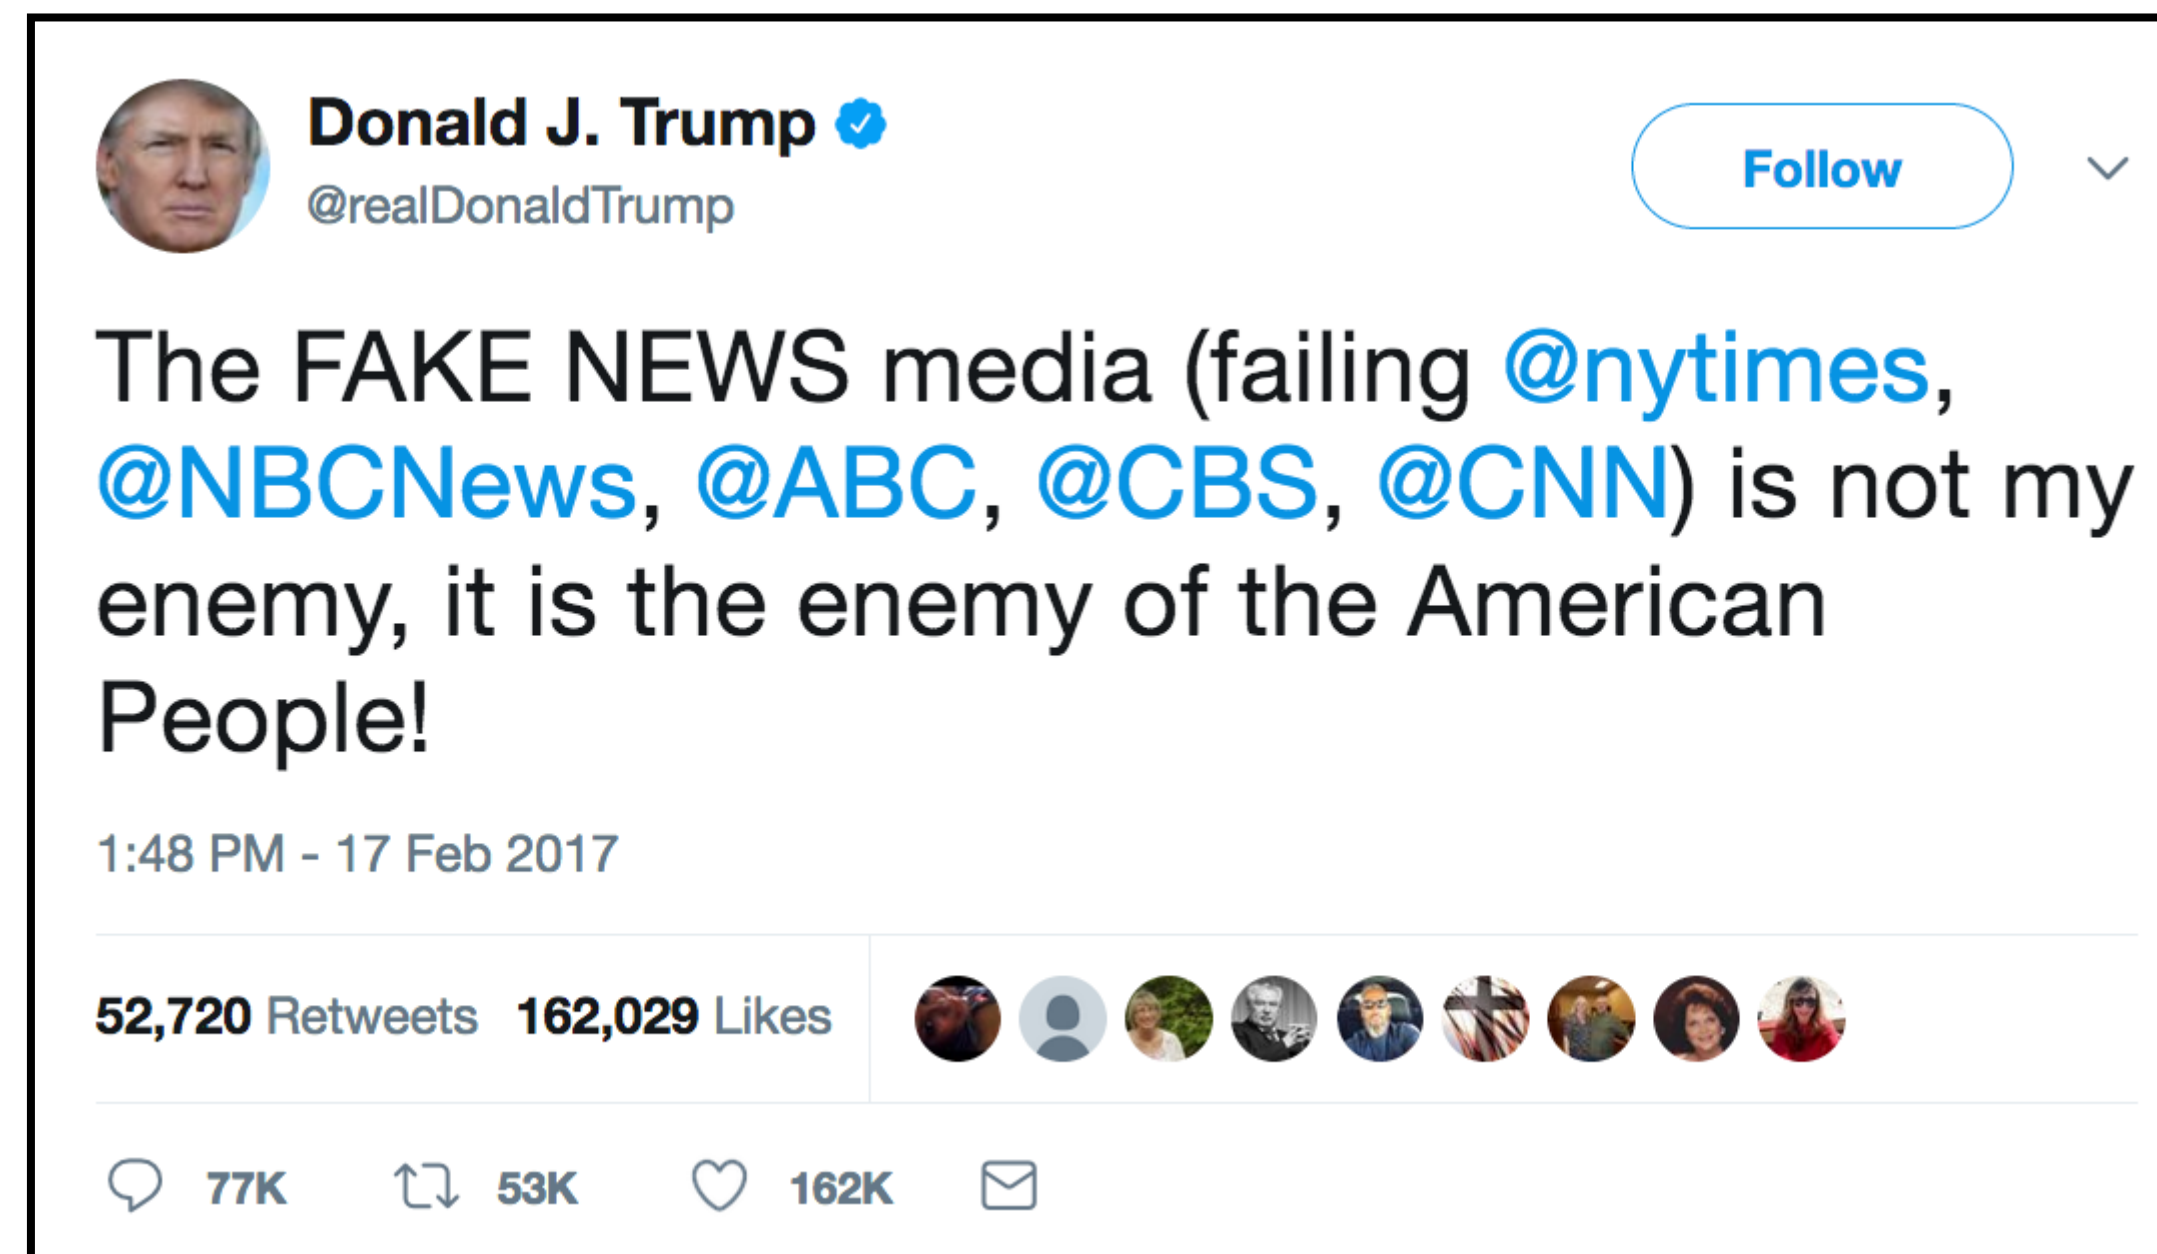 Donald J. Trump
@realDonaldTrump
Follow
The FAKE NEWS media (failing @nytimes,
@NBCNews, @ABC, @CBS, @CNN) is not my
enemy, it is the enemy of the American
People!
1:48 PM - 17 Feb 2017
52,720 Retweets 162,029 Likes
77K 53K 162K